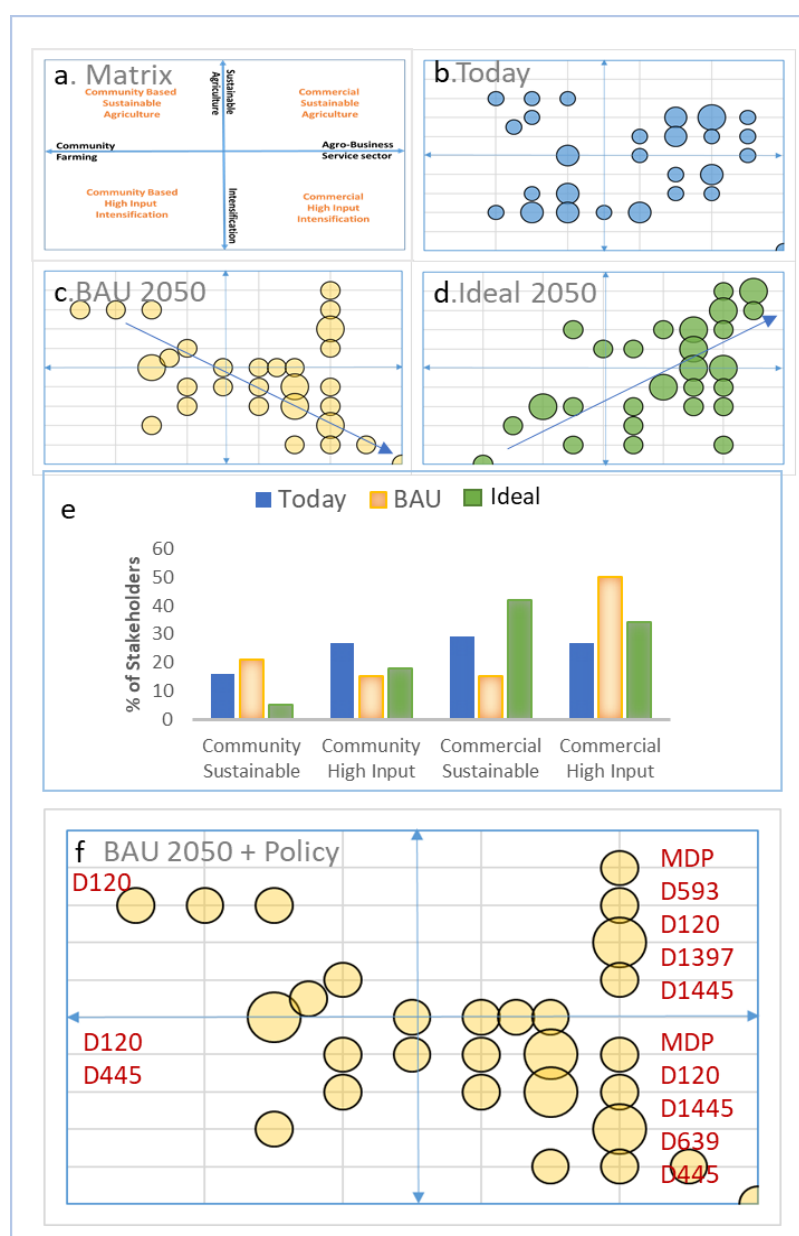 a. Matrix
Community Based
Sustainable
Agriculture
Sustainable
Agriculture
Commercial
Sustainable
Agriculture
Community
Farming
Agro-Business
Service sector
Community Based
High Input
Intensification
Intensification
Commercial
High Input
Intensification
b.Today
c.BAU 2050
d.Ideal 2050
e
Today
BAU
Ideal
% of Stakeholders
60
50
40
30
20
10
0
Community
Sustainable
Community
High Input
Commercial
Sustainable
Commercial
High Input
f BAU 2050 + Policy
D120
MDP
D593
D120
D1397
D1445
D120
D445
MDP
D120
D1445
D639
D445